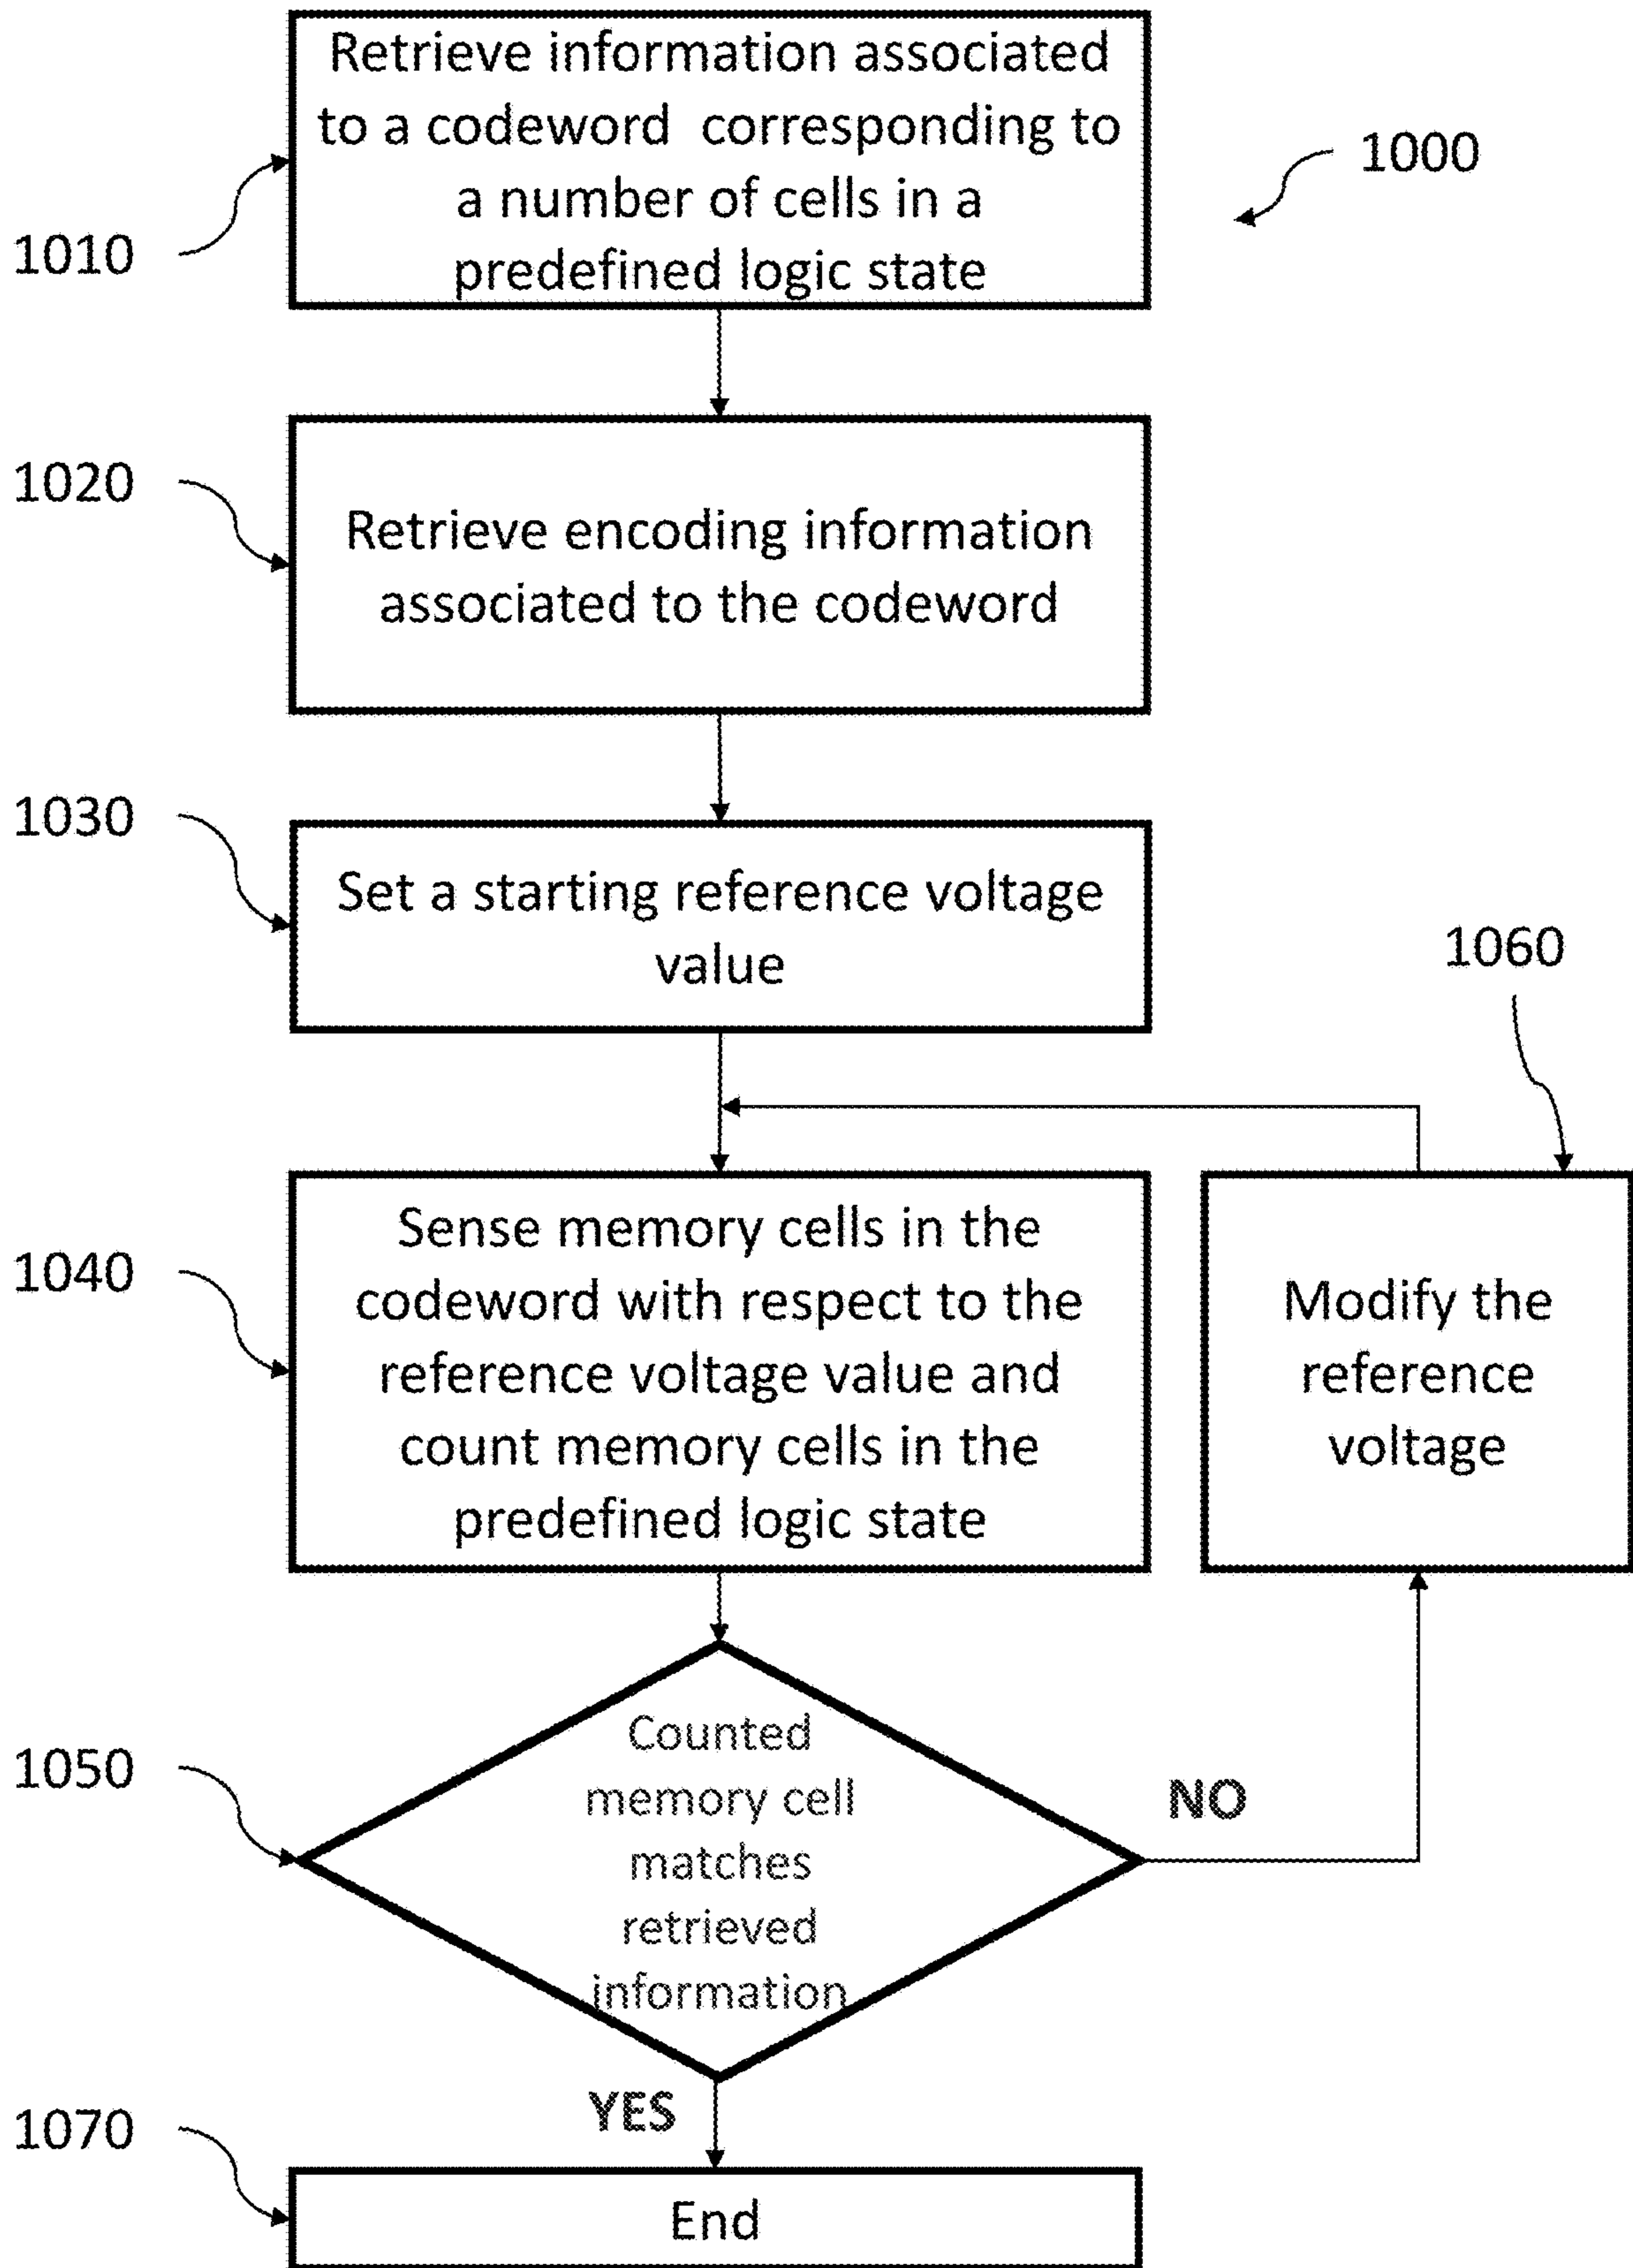 Retrieve information associated
to a codeword corresponding to
a number of cells in a
predefined logic state
1000
1010
1020
Retrieve encoding information
associated to the codeword
1030
Set a starting reference voltage
value
1060
1040
Sense memory cells in the
codeword with respect to the
reference voltage value and
count memory cells in the
predefined logic state
Modify the
reference
voltage
1050
Counted
memory cell
matches
retrieved
information
NO
YES
1070
End